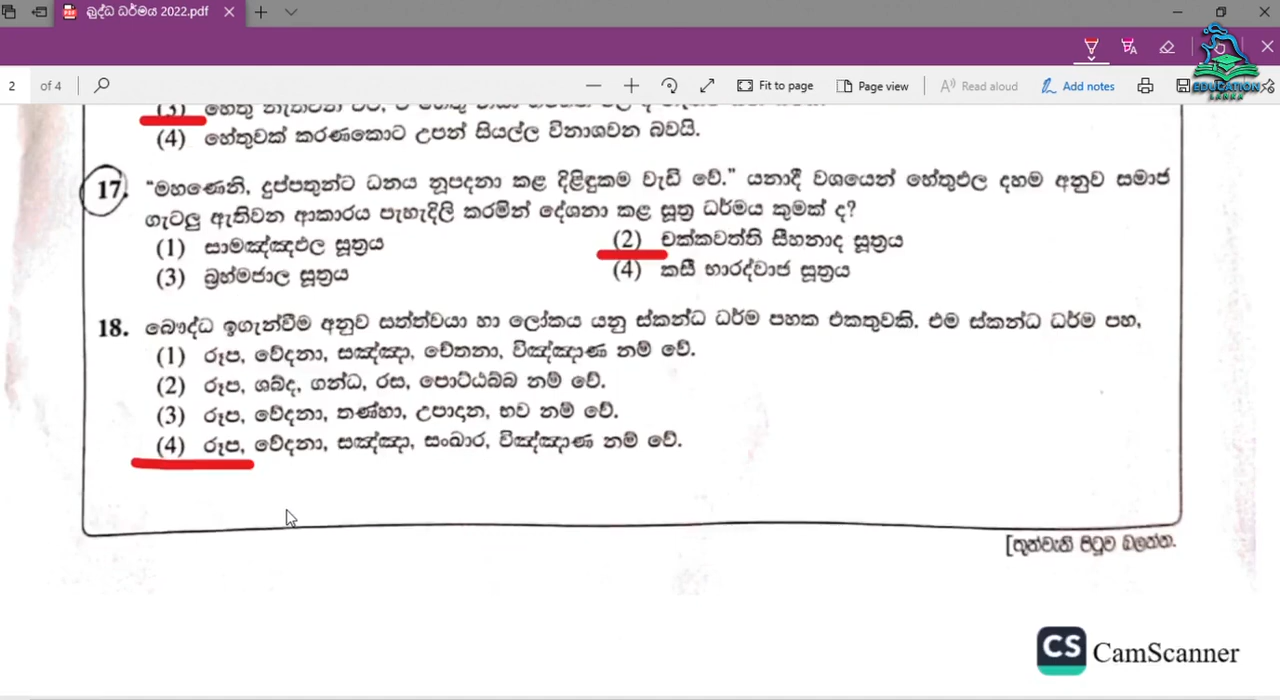 බුද්ධ ධර්මය 2022.pdf
2 of 4 Fit to page Page view Read aloud Add notes
EDUCATION LANKA
(3) හේතු නැතිවන විට, ඒ හේතු
(4) හේතුවක් කරණකොට උපන් සියල්ල විනාශවන බවයි.
17. “මහණෙනි, දුප්පතුන්ට ධනය නූපදනා කළ දිළිඳුකම වැඩි වේ.” යනාදී වශයෙන් හේතුඵල දහම අනුව සමාජ
ගැටලු ඇතිවන ආකාරය පැහැදිලි කරමින් දේශනා කළ සූත්‍ර ධර්මය කුමක් ද?
(1) සාමඤ්ඤඵල සූත්‍රය (2) චක්කවත්ති සීහනාද සූත්‍රය
(3) බ්‍රහ්මජාල සූත්‍රය (4) කසී භාරද්වාජ සූත්‍රය
18. බෞද්ධ ඉගැන්වීම අනුව සත්ත්වයා හා ලෝකය යනු ස්කන්ධ ධර්ම පහක එකතුවකි. එම ස්කන්ධ ධර්ම පහ,
(1) රූප, වේදනා, සඤ්ඤා, චේතනා, විඤ්ඤාණ නම් වේ.
(2) රූප, ශබ්ද, ගන්ධ, රස, පොට්ඨබ්බ නම් වේ.
(3) රූප, වේදනා, තණ්හා, උපාදාන, භව නම් වේ.
(4) රූප, වේදනා, සඤ්ඤා, සංඛාර, විඤ්ඤාණ නම් වේ.
[තුන්වැනි පිටුව බලන්න.
CS CamScanner